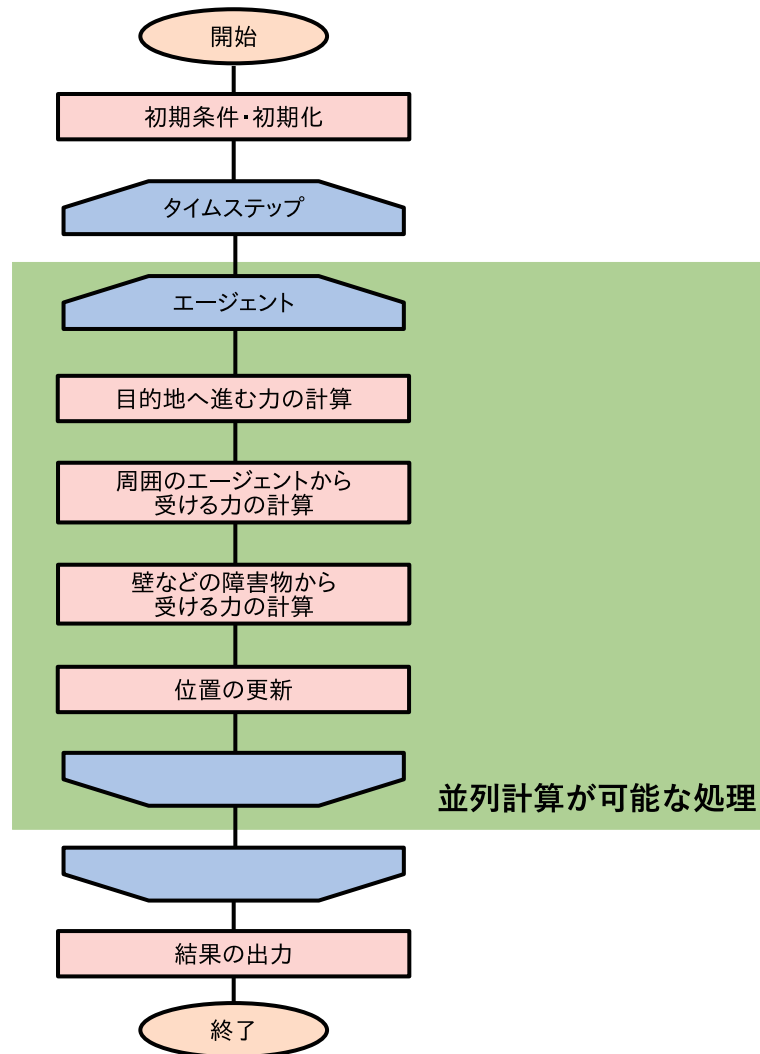 開始
初期条件・初期化
タイムステップ
エージェント
目的地へ進む力の計算
周囲のエージェントから
受ける力の計算
壁などの障害物から
受ける力の計算
位置の更新
並列計算が可能な処理
結果の出力
終了